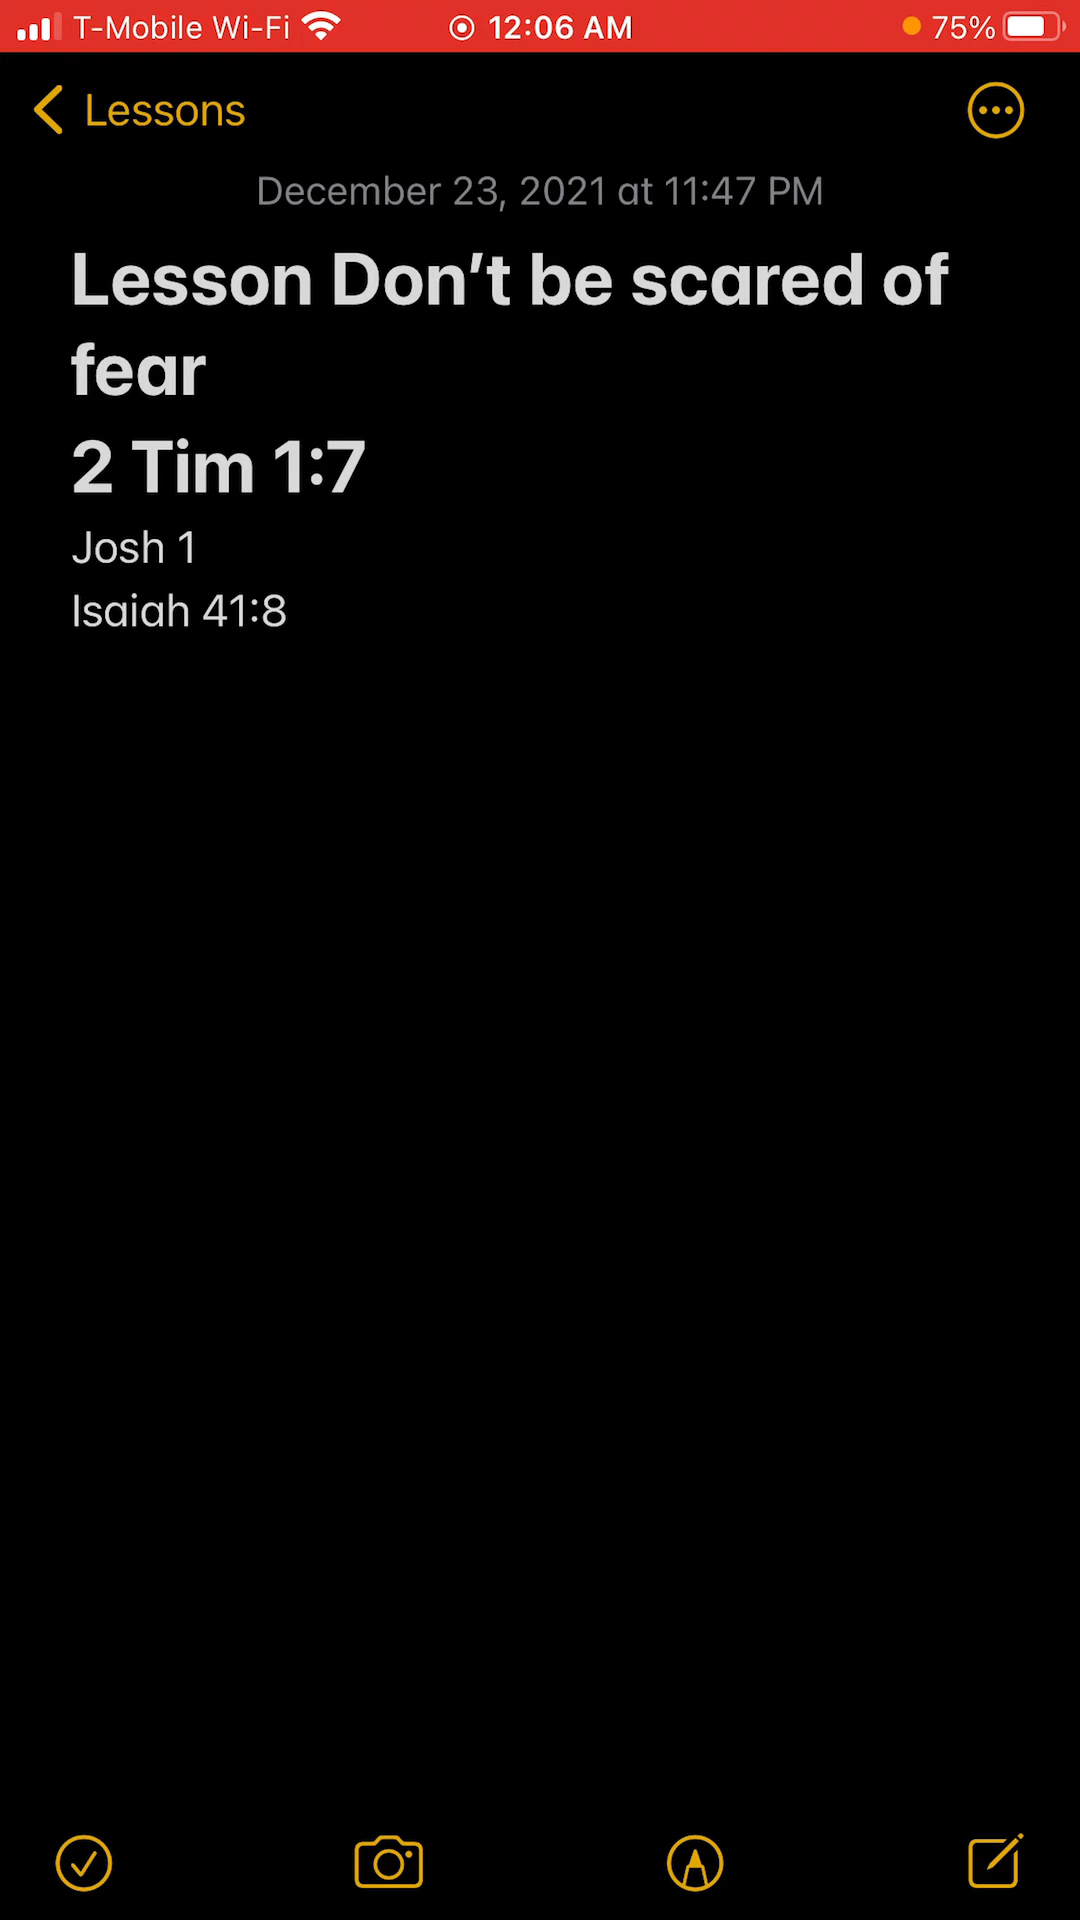 T-Mobile Wi-Fi 12:06 AM 75%
Lessons
December 23, 2021 at 11:47 PM
Lesson Don’t be scared of
fear
2 Tim 1:7
Josh 1
Isaiah 41:8